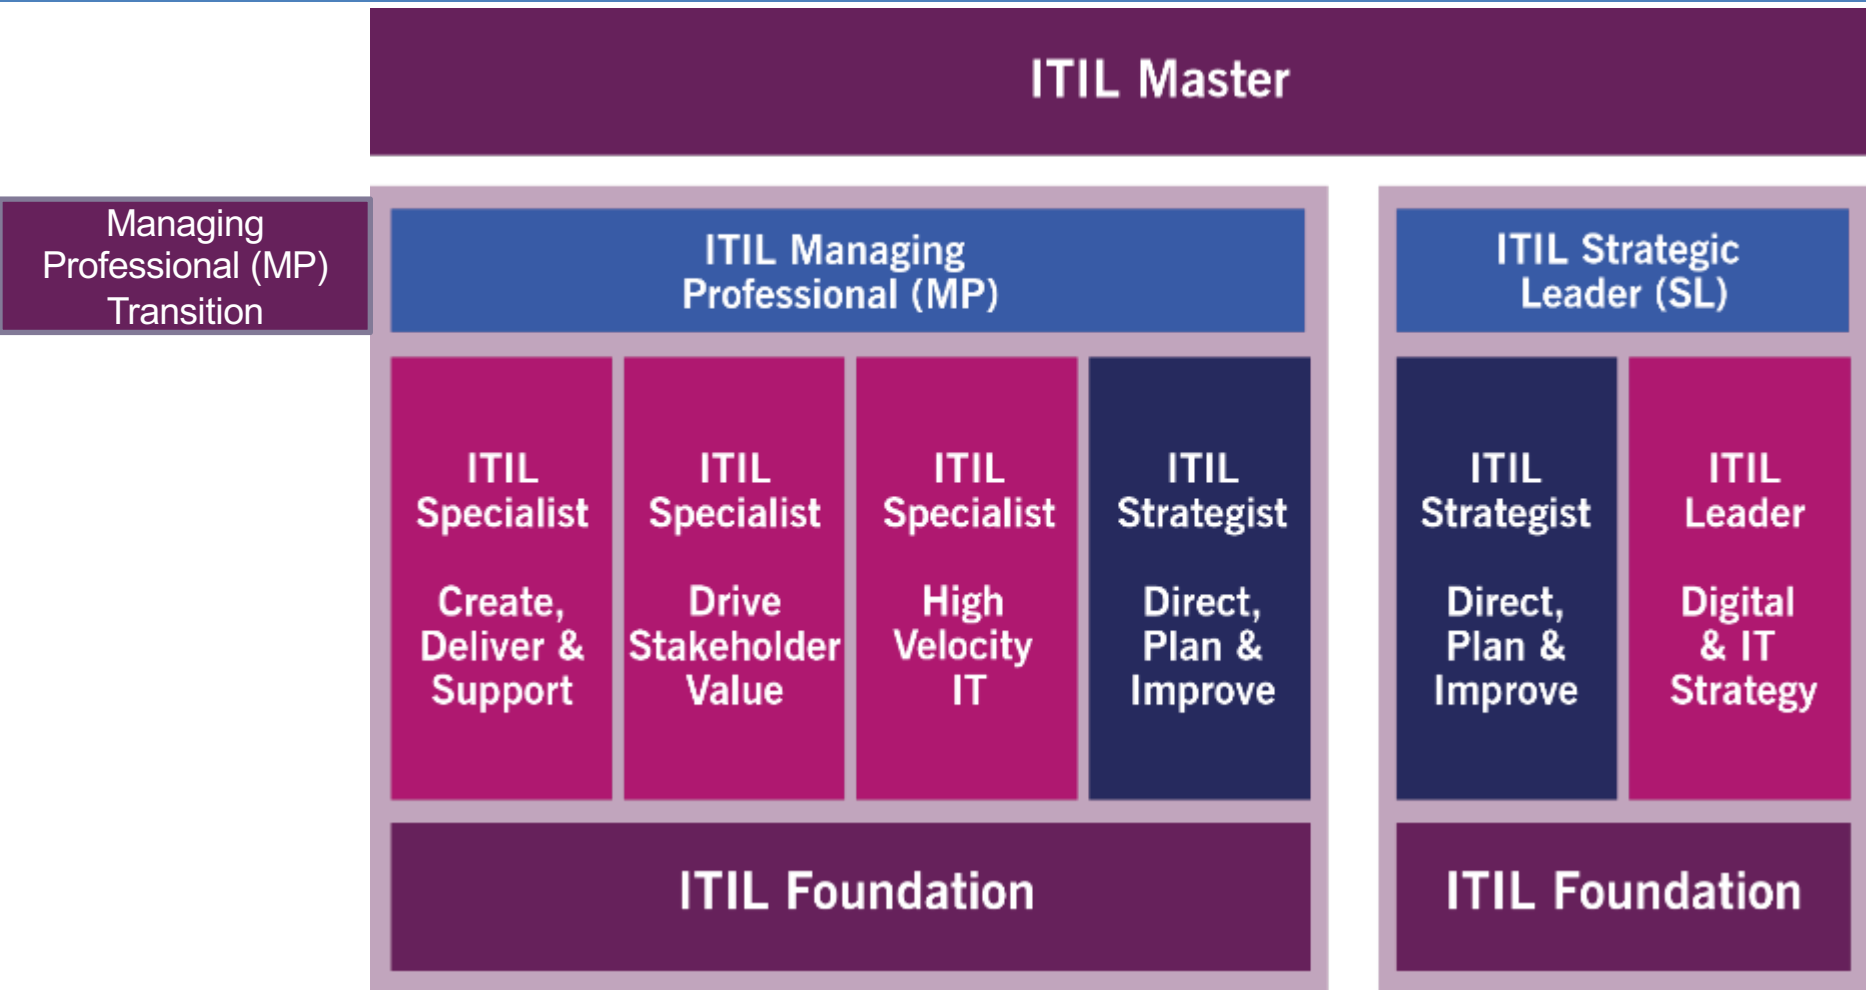 ITIL Master
Managing
Professional (MP)
Transition
ITIL Managing
Professional (MP)
ITIL Specialist
Create,
Deliver &
Support
ITIL
Specialist
Drive
Stakeholder
Value
ITIL
Specialist
High
Velocity
IT
ITIL
Strategist
Direct,
Plan &
Improve
ITIL Foundation
ITIL Strategic
Leader (SL)
ITIL
Strategist
Direct,
Plan &
Improve
ITIL
Leader
Digital
& IT
Strategy
ITIL Foundation